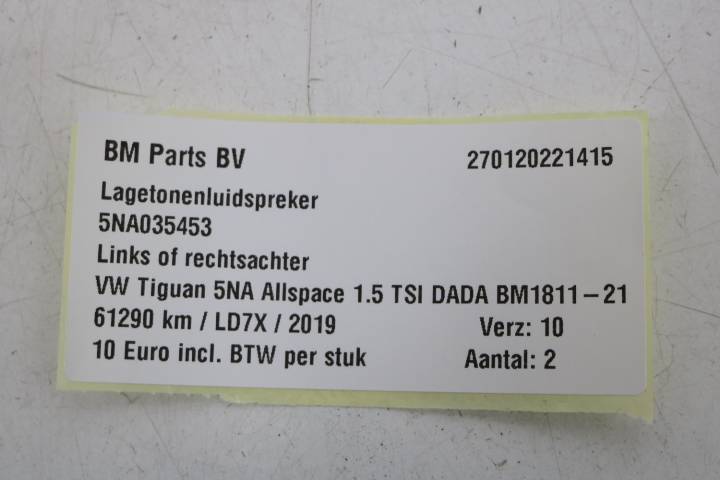 BM Parts BV 270120221415
Lagetonenluidspreker
5NA035453
Links of rechtsachter
VW Tiguan 5NA Allspace 1.5 TSI DADA BM1811-21
61290 km / LD7X / 2019 Verz: 10
10 Euro incl. BTW per stuk Aantal: 2